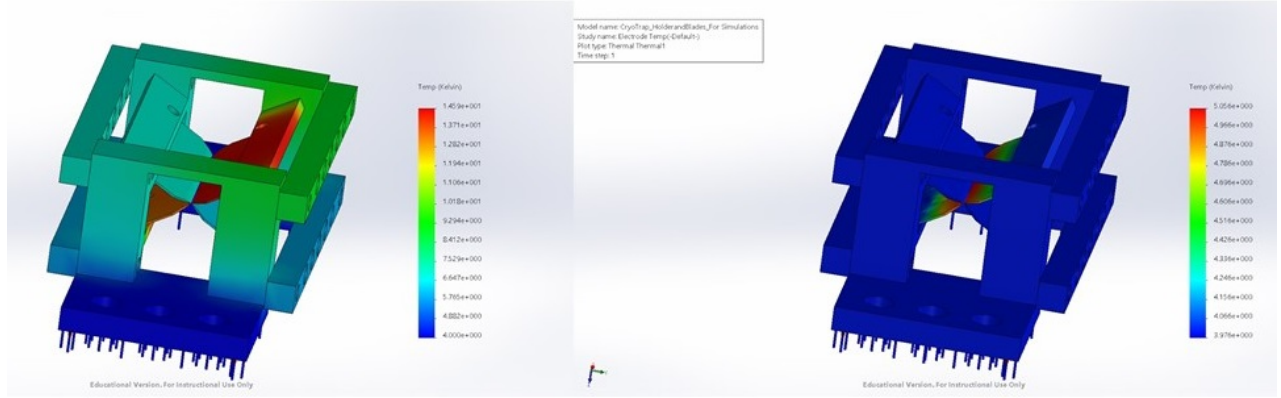 Temp (Kelvin)
1.459e+001
1.371e+001
1.282e+001
1.194e+001
1.106e+001
1.018e+001
9.294e+000
8.412e+000
7.529e+000
6.647e+000
5.765e+000
4.882e+000
4.000e+000
Educational Version. For Instructional Use Only
Model name: CryoTrap_HolderandBlades_For Simulations
Study name: Electrode Temp(-Default-)
Plot type: Thermal Thermal1
Time step: 1
Temp (Kelvin)
5.056e+000
4.966e+000
4.876e+000
4.786e+000
4.696e+000
4.606e+000
4.516e+000
4.426e+000
4.336e+000
4.246e+000
4.156e+000
4.066e+000
3.976e+000
Educational Version. For Instructional Use Only